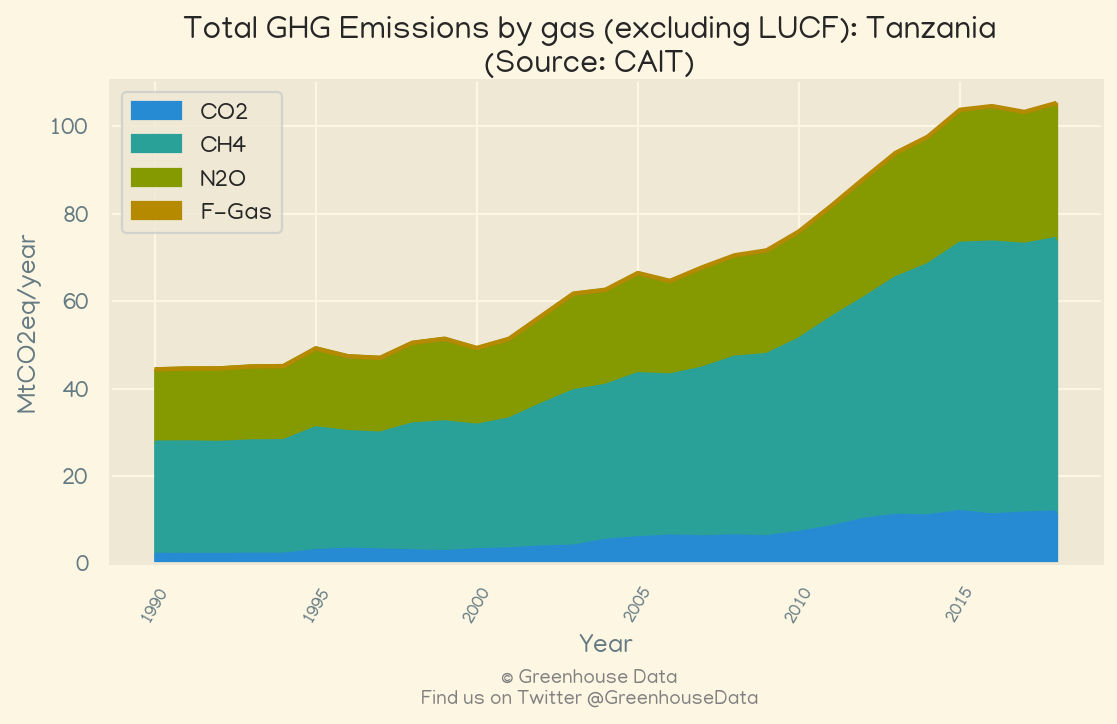 Total GHG Emissions by gas (excluding LUCF): Tanzania
(Source: CAIT)
CO2
CH4
N2O
F-Gas
MtCO2eq/year
100
80
60
40
20
0
1990
1995
2000
2005
2010
2015
Year
© Greenhouse Data
Find us on Twitter @GreenhouseData